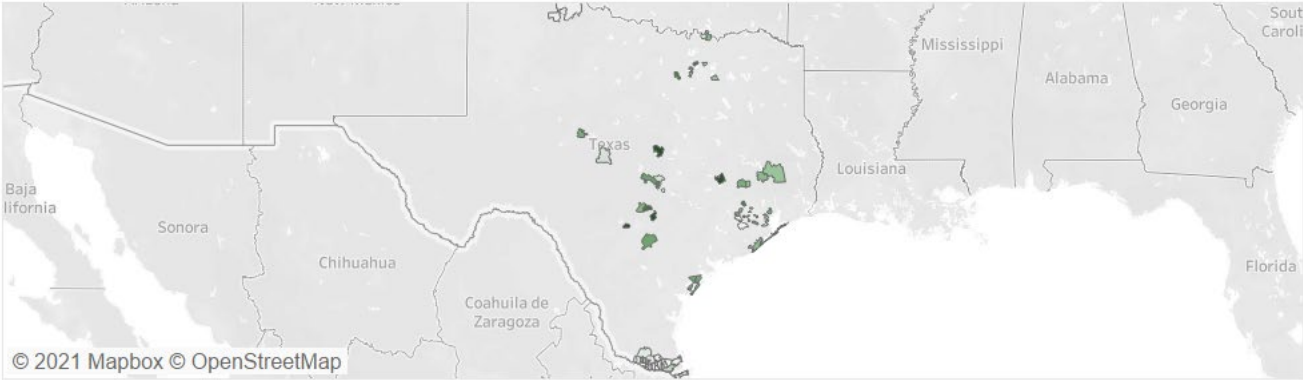 Mississippi
Alabama
Georgia
Texas
Louisiana
Baja
lifornia
Sonora
Chihuahua
Florida
Coahuila de
Zaragoza
© 2021 Mapbox © OpenStreetMap